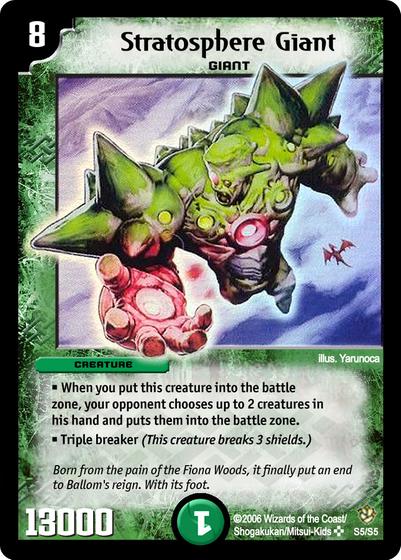 8
Stratosphere Giant
GIANT
illus. Yarunoca
CREATURE
▪ When you put this creature into the battle
zone, your opponent chooses up to 2 creatures in
his hand and puts them into the battle zone.
▪ Triple breaker (This creature breaks 3 shields.)
Born from the pain of the Fiona Woods, it finally put an end
to Ballom's reign. With its foot.
13000
1
©2006 Wizards of the Coast/
Shogakukan/Mitsui-Kids
S5/S5